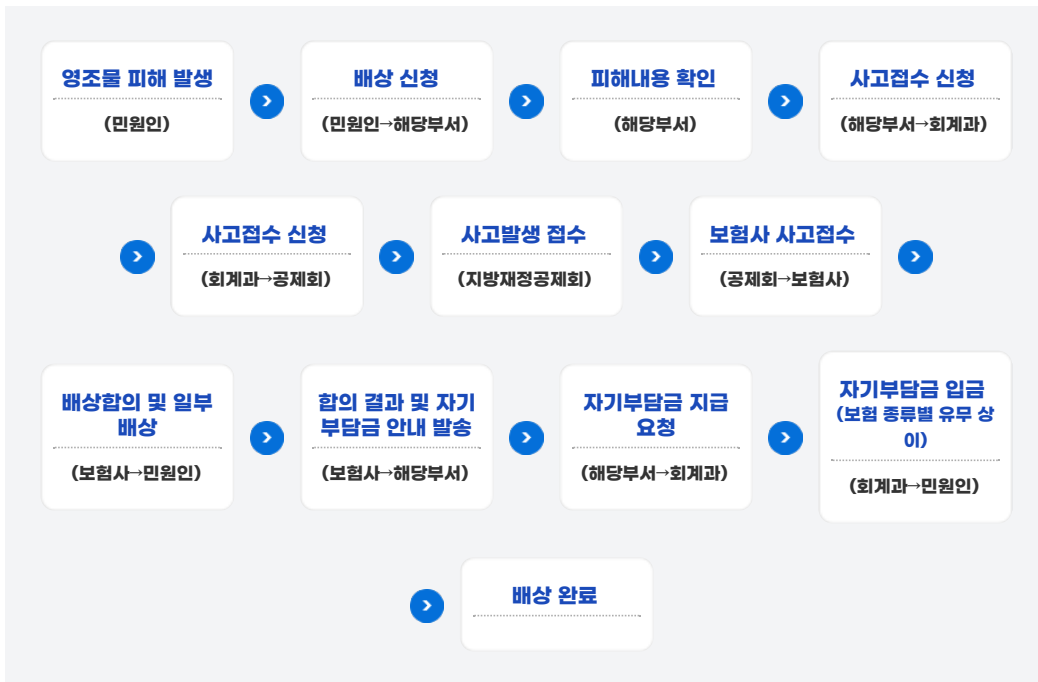 영조물 피해 발생
(민원인)
배상 신청
(민원인→해당부서)
피해내용 확인
(해당부서)
사고접수 신청
(해당부서→회계과)
사고접수 신청
(회계과→공제회)
사고발생 접수
(지방재정공제회)
보험사 사고접수
(공제회→보험사)
배상합의 및 일부
배상
(보험사→민원인)
합의 결과 및 자기
부담금 안내 발송
(보험사→해당부서)
자기부담금 지급
요청
(해당부서→회계과)
자기부담금 입금
(보험 종류별 유무 상
이)
(회계과→민원인)
배상 완료